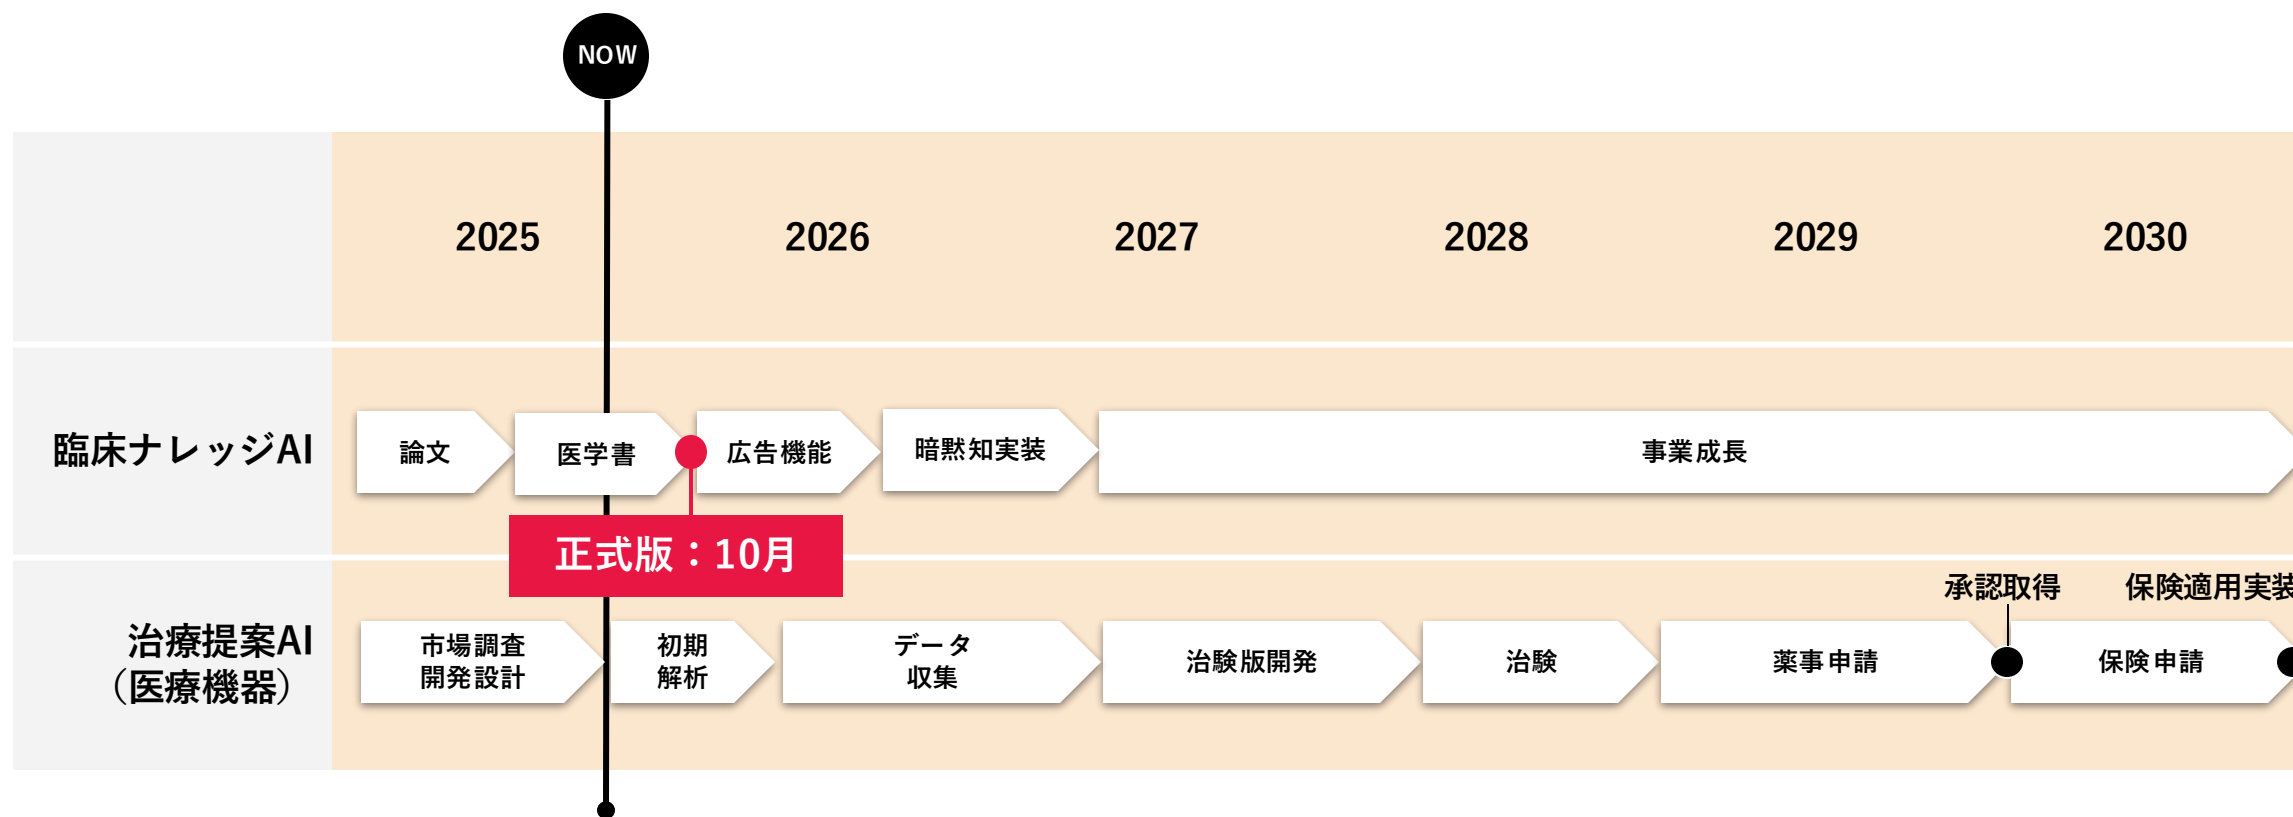 NOW
2025
2026
2027
2028
2029
2030
臨床ナレッジAI
論文
医学書
広告機能
暗黙知実装
事業成長
正式版：10月
承認取得
保険適用実装
治療提案AI
（医療機器）
市場調査
開発設計
初期
解析
データ
収集
治験版開発
治験
薬事申請
保険申請